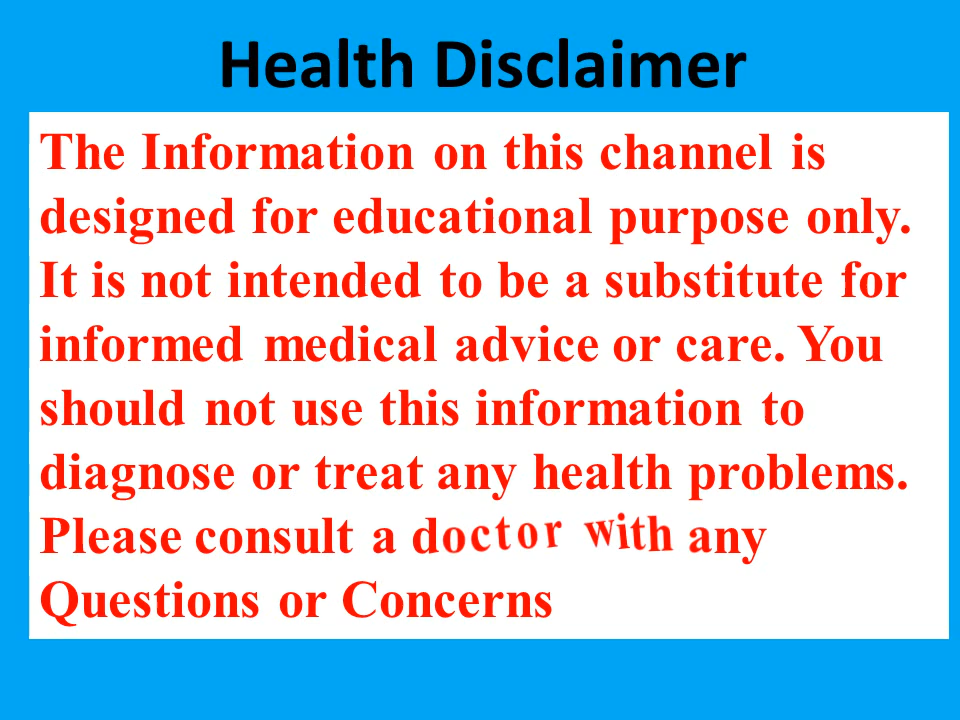 Health Disclaimer
The Information on this channel is
designed for educational purpose only.
It is not intended to be a substitute for
informed medical advice or care. You
should not use this information to
diagnose or treat any health problems.
Please consult a doctor with any
Questions or Concerns